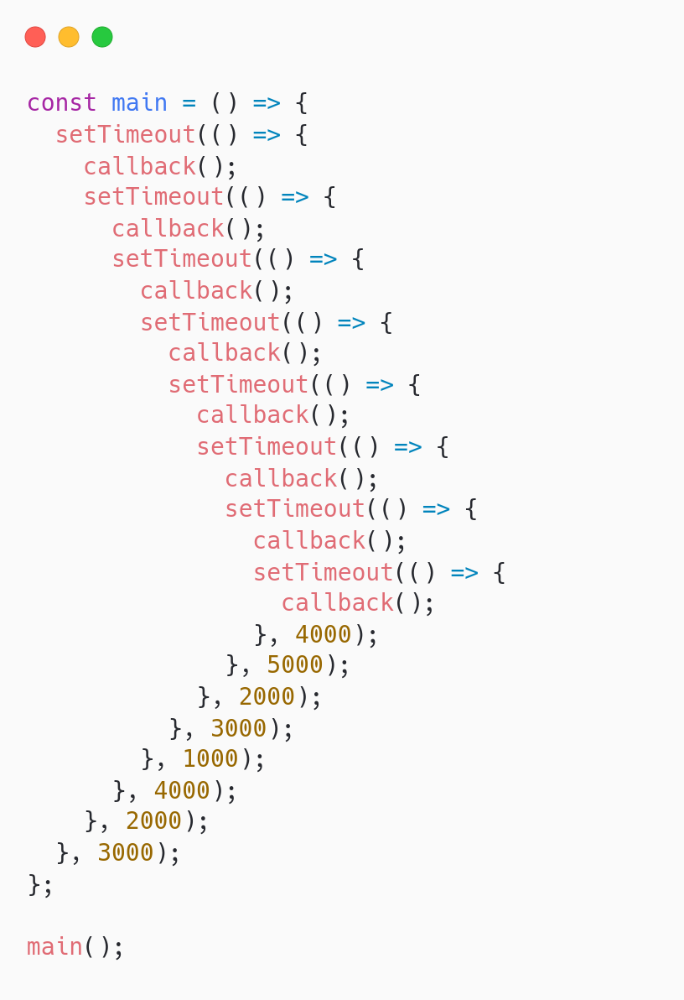 const main = () => {
  setTimeout(() => {
    callback();
    setTimeout(() => {
      callback();
      setTimeout(() => {
        callback();
        setTimeout(() => {
          callback();
          setTimeout(() => {
            callback();
            setTimeout(() => {
              callback();
              setTimeout(() => {
                callback();
                setTimeout(() => {
                  callback();
                }, 4000);
              }, 5000);
            }, 2000);
          }, 3000);
        }, 1000);
      }, 4000);
    }, 2000);
  }, 3000);
};

main();